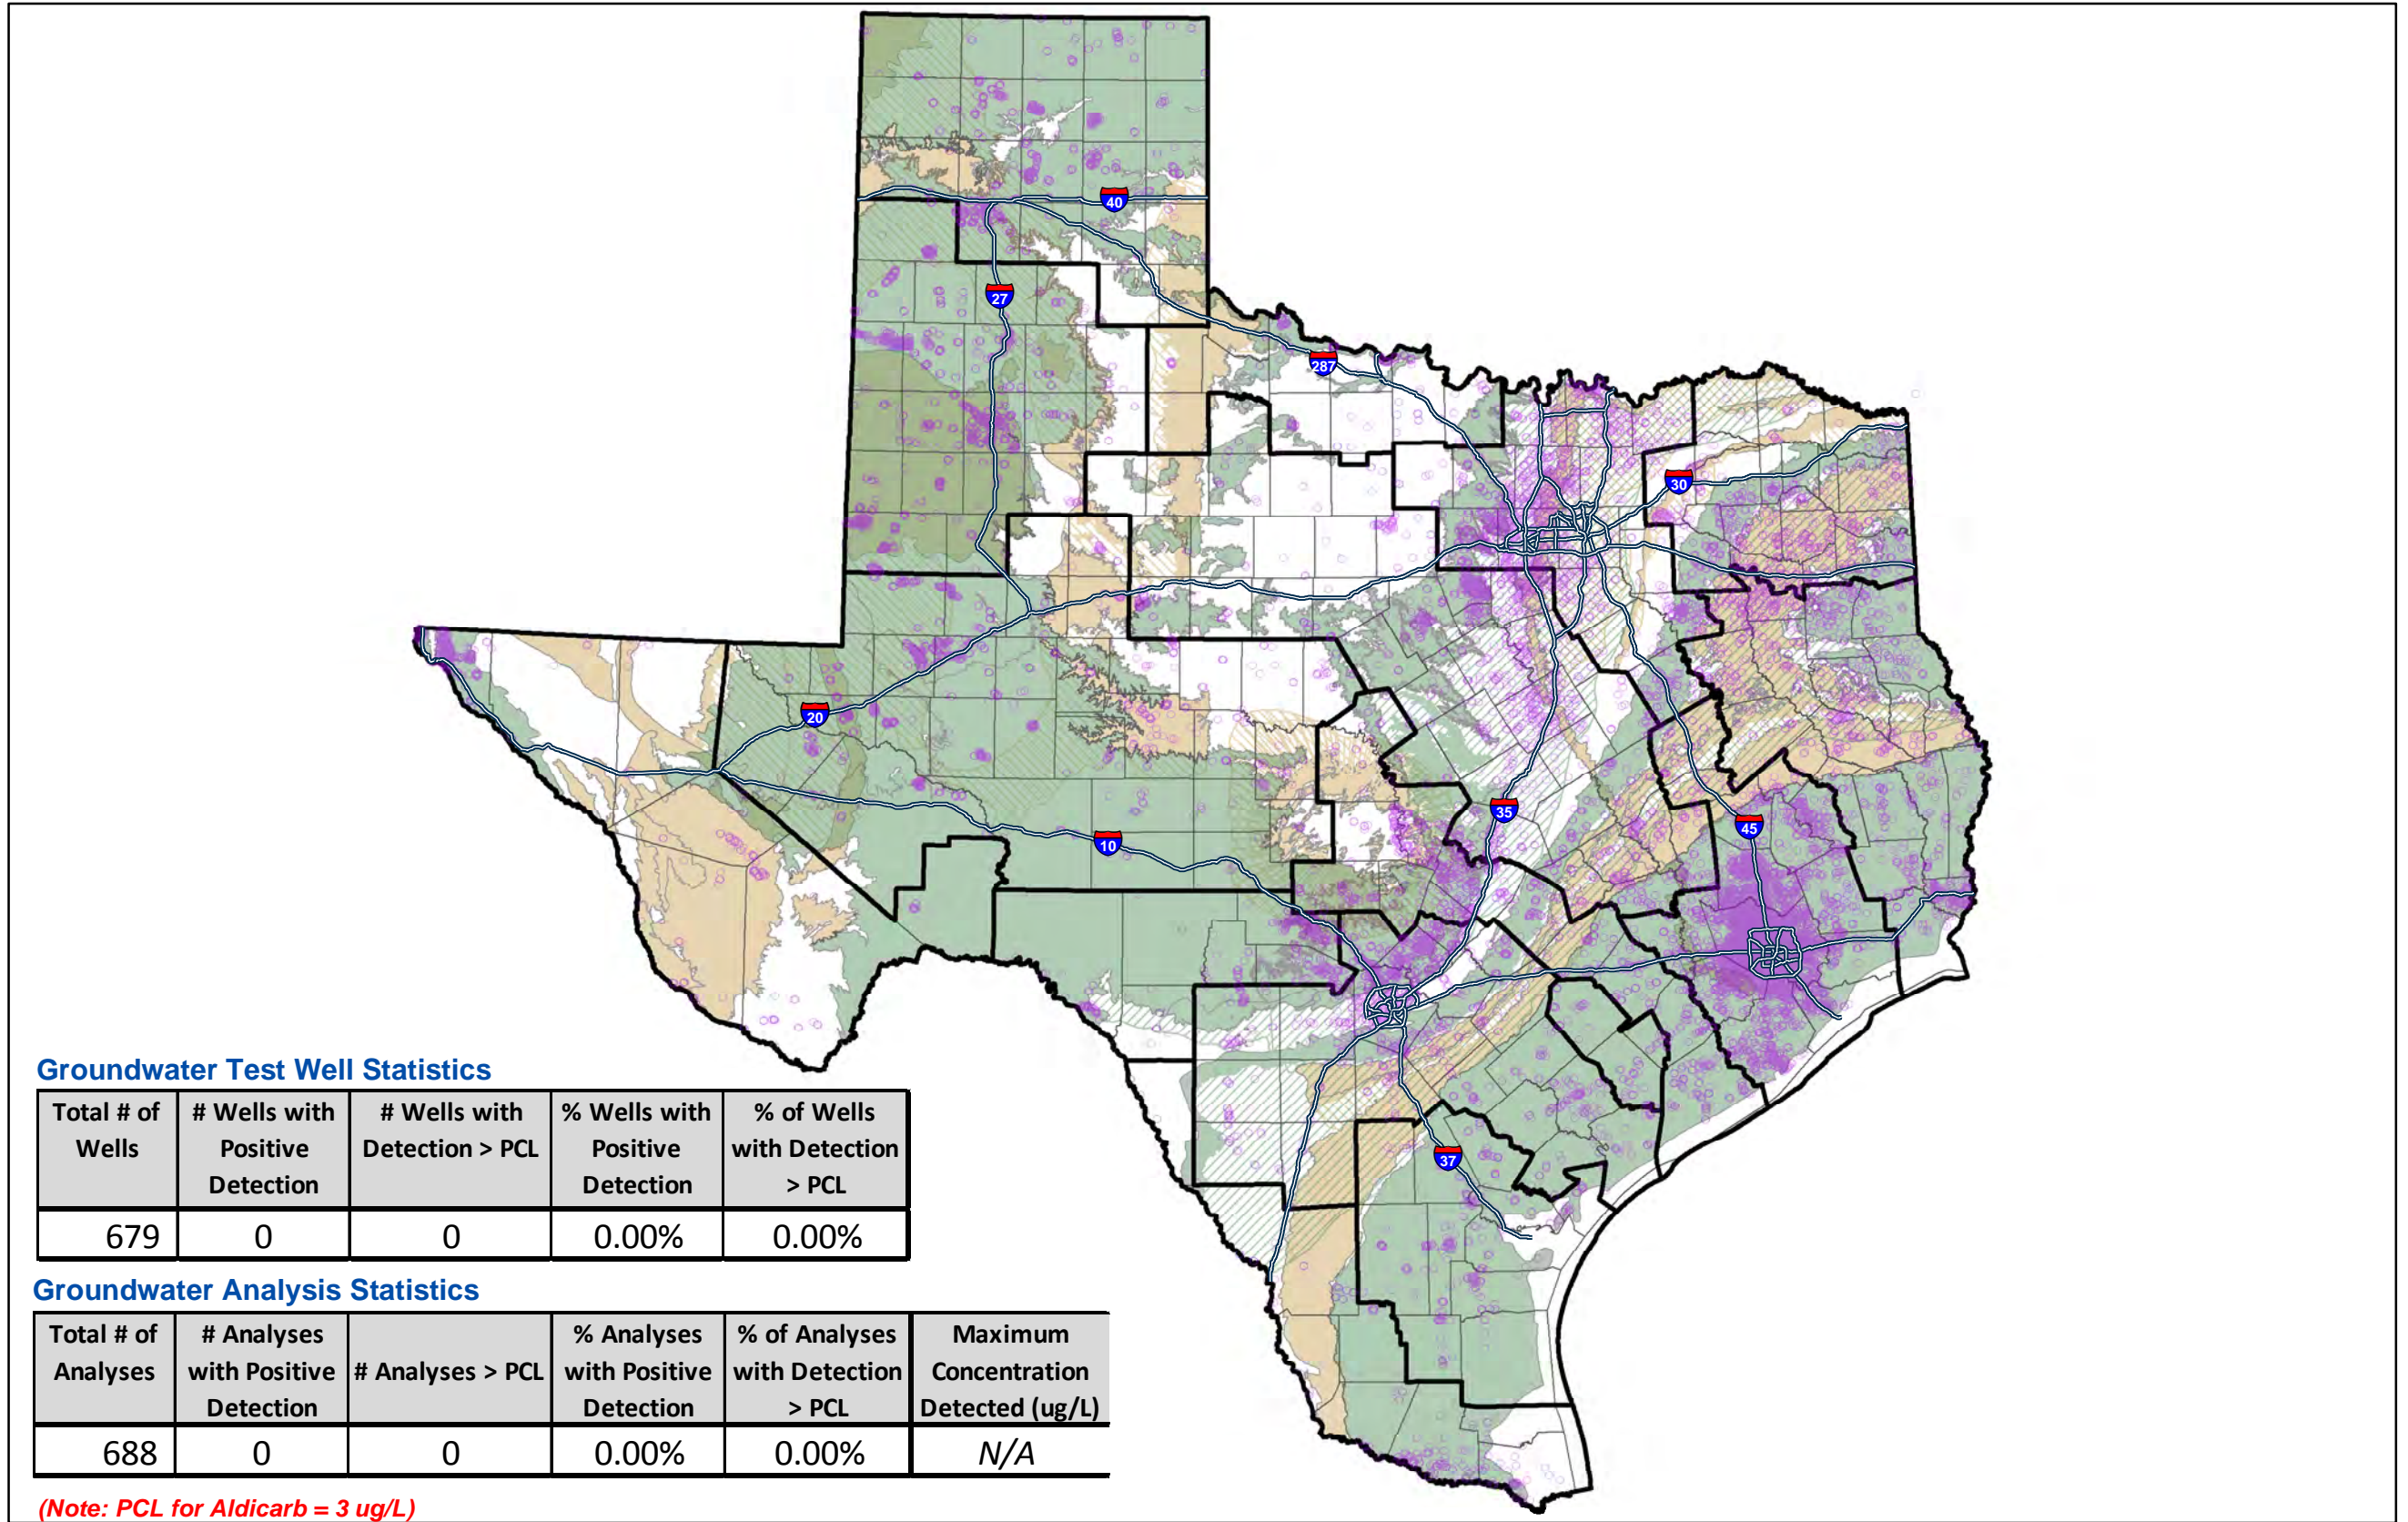 40
27
287
30
20
35
45
10
37
Groundwater Test Well Statistics
Total # of Wells | # Wells with Positive Detection | # Wells with Detection > PCL | % Wells with Positive Detection | % of Wells with Detection > PCL
679 | 0 | 0 | 0.00% | 0.00%
Groundwater Analysis Statistics
Total # of Analyses | # Analyses with Positive Detection | # Analyses > PCL | % Analyses with Positive Detection | % of Analyses with Detection > PCL | Maximum Concentration Detected (ug/L)
688 | 0 | 0 | 0.00% | 0.00% | N/A
(Note: PCL for Aldicarb = 3 ug/L)